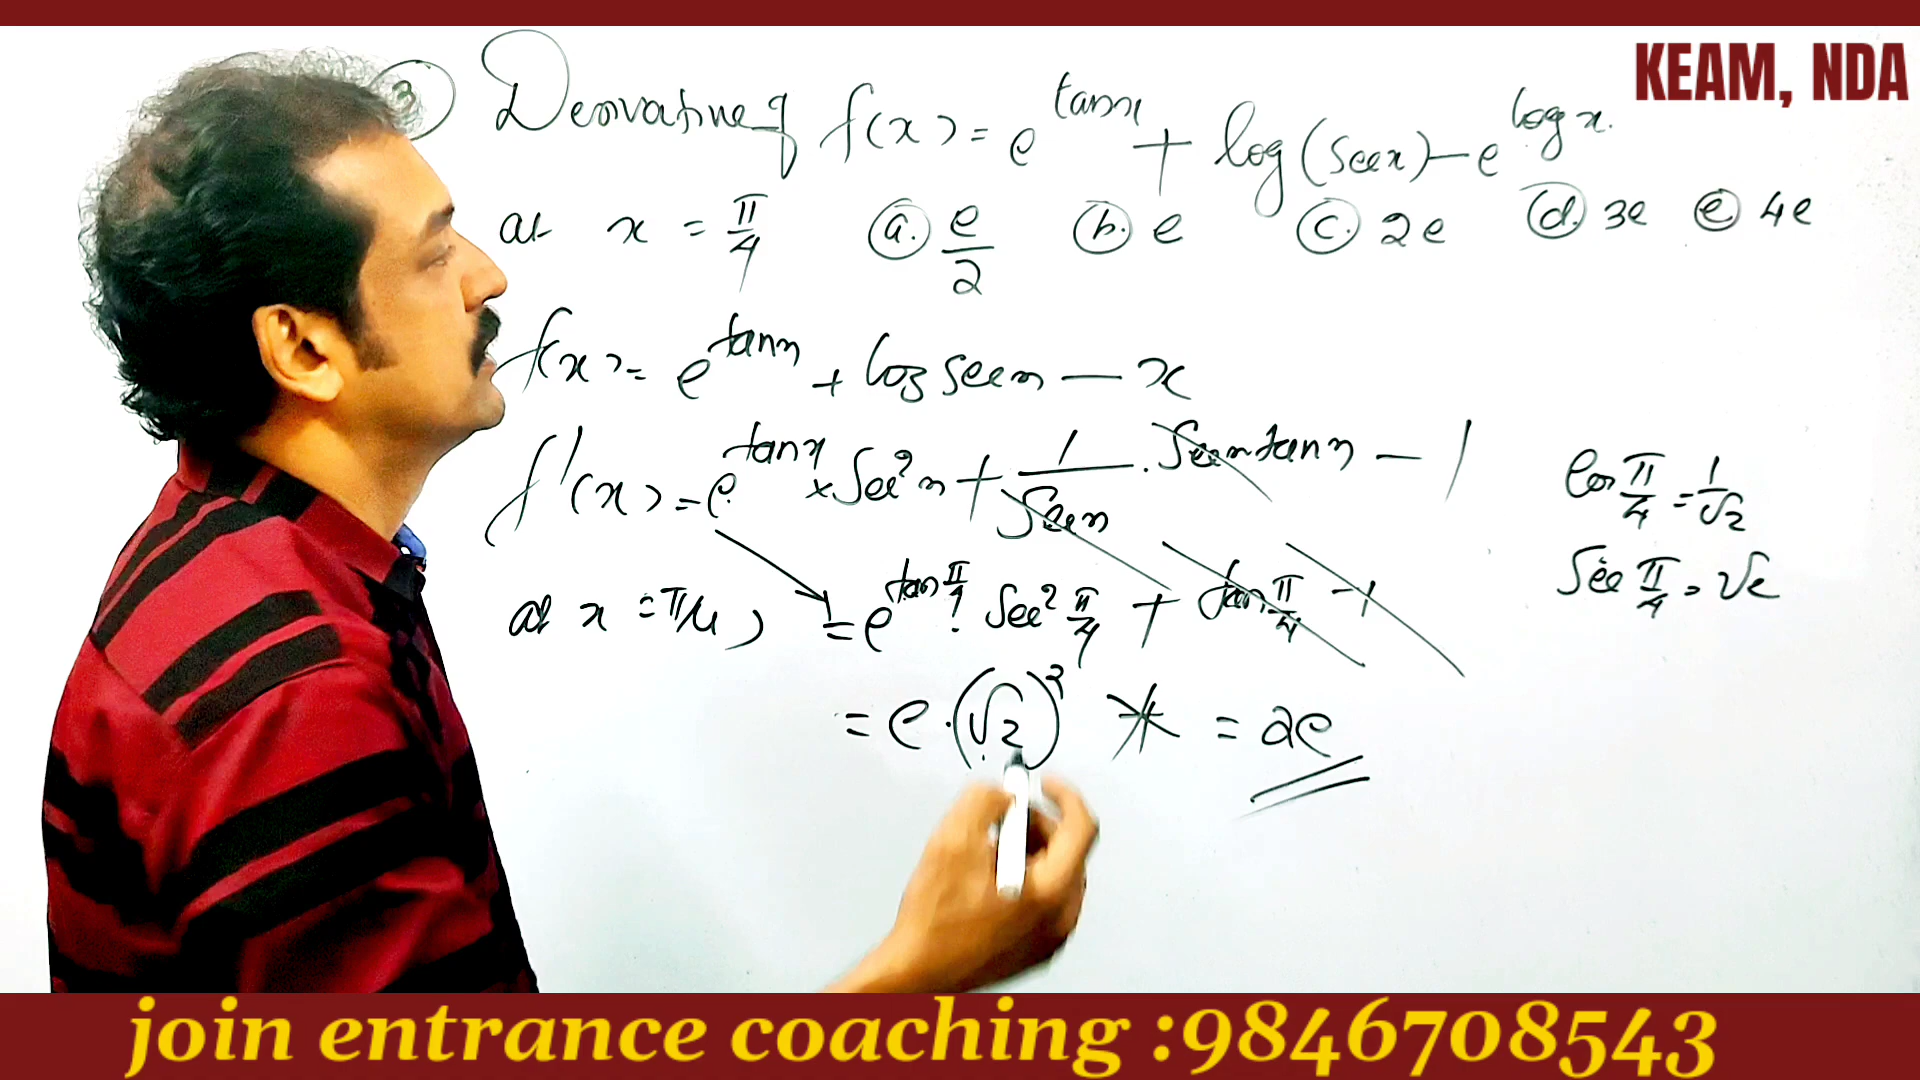 KEAM, NDA
3 Derivative of f(x) = e^tanx + log(secx) - e^log x.
at x = π/4 (a.) e/2 (b.) e (c.) 2e (d.) 3e (e) 4e
f(x) = e^tanx + log secx - x
f'(x) = e^tanx × Sec²x + 1/Secx . Secx tanx - 1
Cos π/4 = 1/√2
Sec π/4 = √2
at x = π/4, = e^tan π/4 . Sec² π/4 + tan π/4 - 1
= e·(√2)² = 2e
join entrance coaching :9846708543